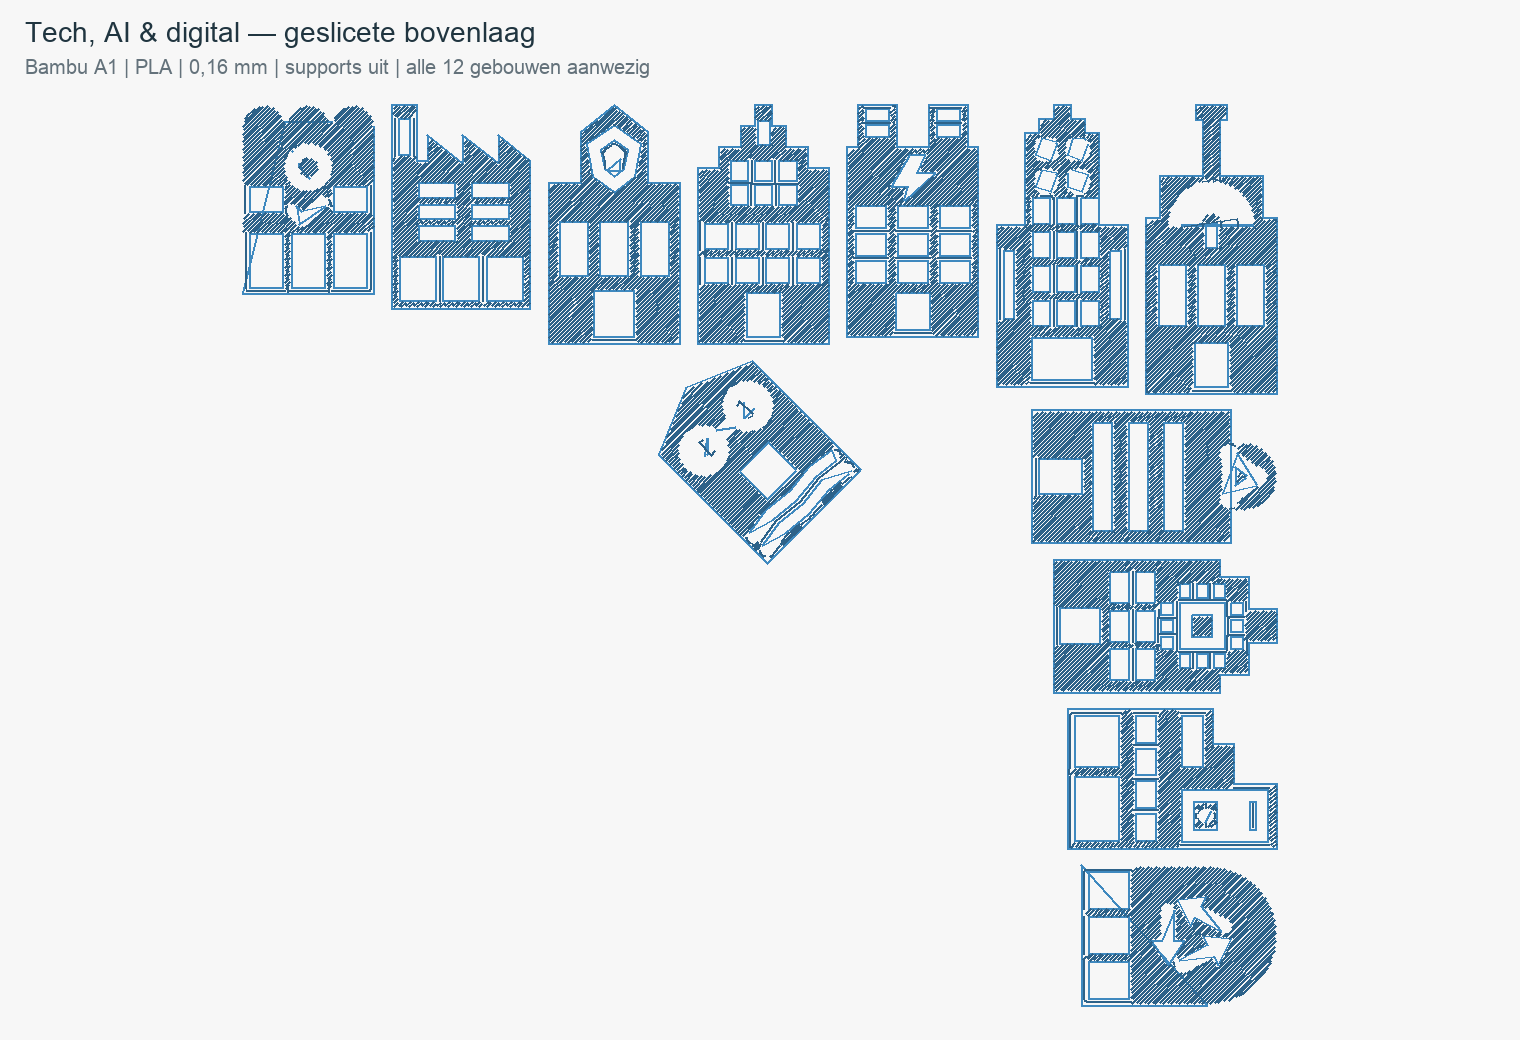 Tech, AI & digital — geslicete bovenlaag
Bambu A1 | PLA | 0,16 mm | supports uit | alle 12 gebouwen aanwezig